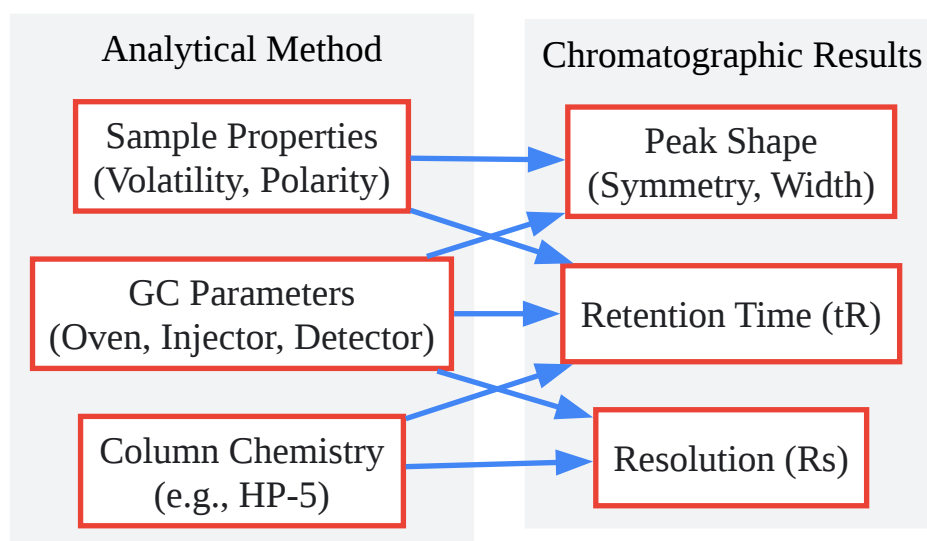 Analytical Method
Sample Properties
(Volatility, Polarity)
GC Parameters
(Oven, Injector, Detector)
Column Chemistry
(e.g., HP-5)
Chromatographic Results
Peak Shape
(Symmetry, Width)
Retention Time (tR)
Resolution (Rs)